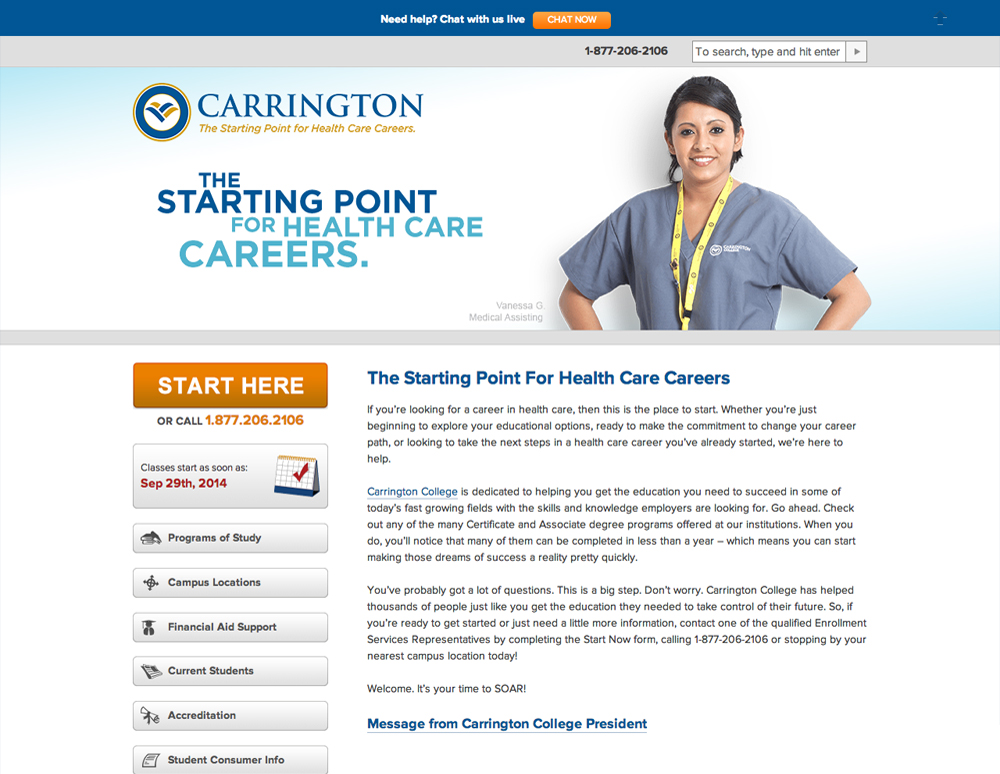 Need help? Chat with us live CHAT NOW
1-877-206-2106 To search, type and hit enter
CARRINGTON
The Starting Point for Health Care Careers.
THE
STARTING POINT
FOR HEALTH CARE
CAREERS.
CARRINGTON
COLLEGE
Vanessa G.
Medical Assisting
START HERE
OR CALL 1.877.206.2106
Classes start as soon as:
Sep 29th, 2014
Programs of Study
Campus Locations
Financial Aid Support
Current Students
Accreditation
Student Consumer Info
The Starting Point For Health Care Careers
If you're looking for a career in health care, then this is the place to start. Whether you're just
beginning to explore your educational options, ready to make the commitment to change your career
path, or looking to take the next steps in a health care career you've already started, we're here to
help.
Carrington College is dedicated to helping you get the education you need to succeed in some of
today's fast growing fields with the skills and knowledge employers are looking for. Go ahead. Check
out any of the many Certificate and Associate degree programs offered at our institutions. When you
do, you'll notice that many of them can be completed in less than a year – which means you can start
making those dreams of success a reality pretty quickly.
You've probably got a lot of questions. This is a big step. Don't worry. Carrington College has helped
thousands of people just like you get the education they needed to take control of their future. So, if
you're ready to get started or just need a little more information, contact one of the qualified Enrollment
Services Representatives by completing the Start Now form, calling 1-877-206-2106 or stopping by your
nearest campus location today!
Welcome. It's your time to SOAR!
Message from Carrington College President